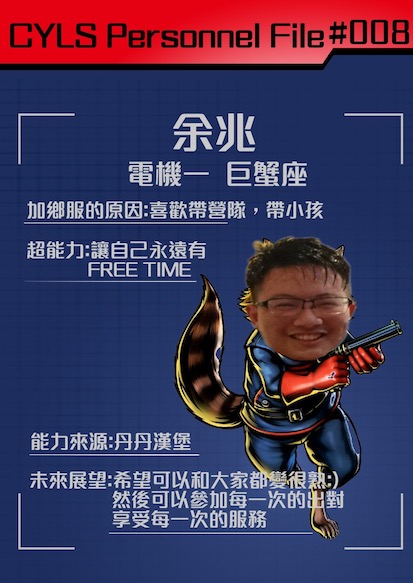 CYLS Personnel File #008
余兆
電機一 巨蟹座
加鄉服的原因:喜歡帶營隊，帶小孩
超能力:讓自己永遠有
FREE TIME
能力來源:丹丹漢堡
未來展望:希望可以和大家都變很熟:)
然後可以參加每一次的出對
享受每一次的服務